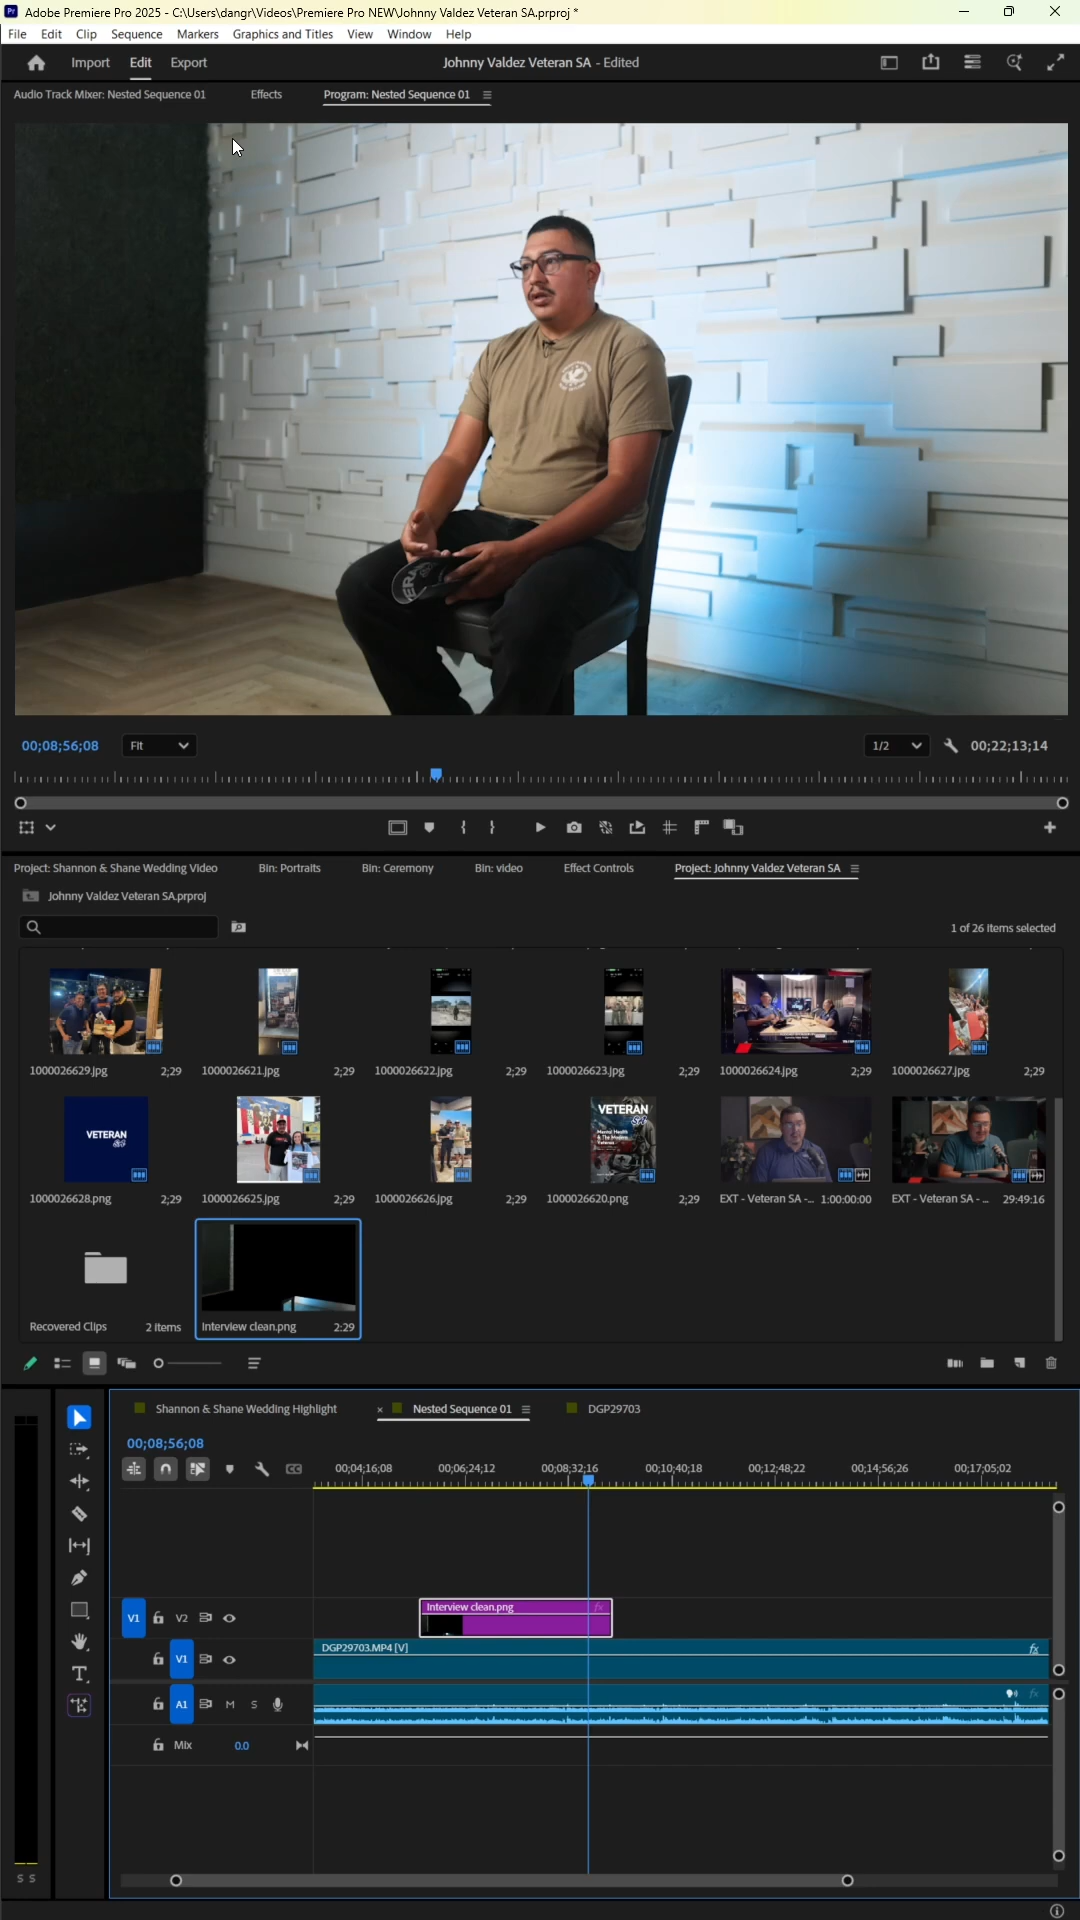 Adobe Premiere Pro 2025 - C:\Users\dangr\Videos\Premiere Pro NEW\Johnny Valdez Veteran SA.prproj *
File Edit Clip Sequence Markers Graphics and Titles View Window Help
Import Edit Export Johnny Valdez Veteran SA - Edited
Audio Track Mixer: Nested Sequence 01 Effects Program: Nested Sequence 01
00;08;56;08 Fit 1/2 00;22;13;14
Project: Shannon & Shane Wedding Video Bin: Portraits Bin: Ceremony Bin: video Effect Controls Project: Johnny Valdez Veteran SA
Johnny Valdez Veteran SA.prproj
1 of 26 items selected
1000026629.jpg 2;29 1000026621.jpg 2;29 1000026622.jpg 2;29 1000026623.jpg 2;29 1000026624.jpg 2;29 1000026627.jpg 2;29
VETERAN
SA
VETERAN
SA
Mental Health
& The Modern
Veteran
1000026628.png 2;29 1000026625.jpg 2;29 1000026626.jpg 2;29 1000026620.png 2;29 EXT - Veteran SA -... 1:00:00:00 EXT - Veteran SA - ... 29:49:16
Recovered Clips 2 items Interview clean.png 2:29
Shannon & Shane Wedding Highlight × Nested Sequence 01 DGP29703
00;08;56;08
00;04;16;08 00;06;24;12 00;08;32;16 00;10;40;18 00;12;48;22 00;14;56;26 00;17;05;02
V1 V2 Interview clean.png fx
V1 DGP29703.MP4 [V] fx
A1 M S fx
Mix 0.0
S S